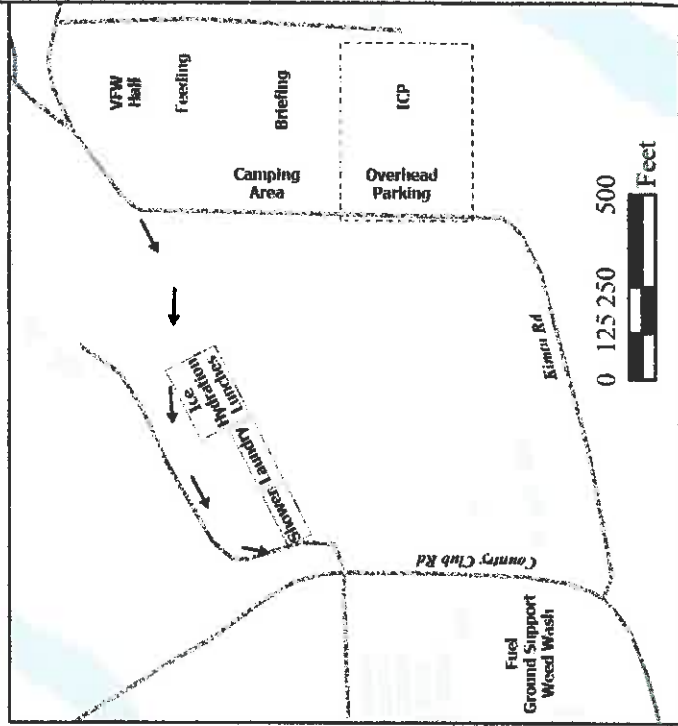 VFW
Hall
Feeding
Briefing
ICP
Camping
Area
Overhead
Parking
Ice
Hydration
Lunches
Shower Laundry
Kimtu Rd
Country Club Rd
Fuel
Ground Support
Weed Wash
0 125 250 500
Feet